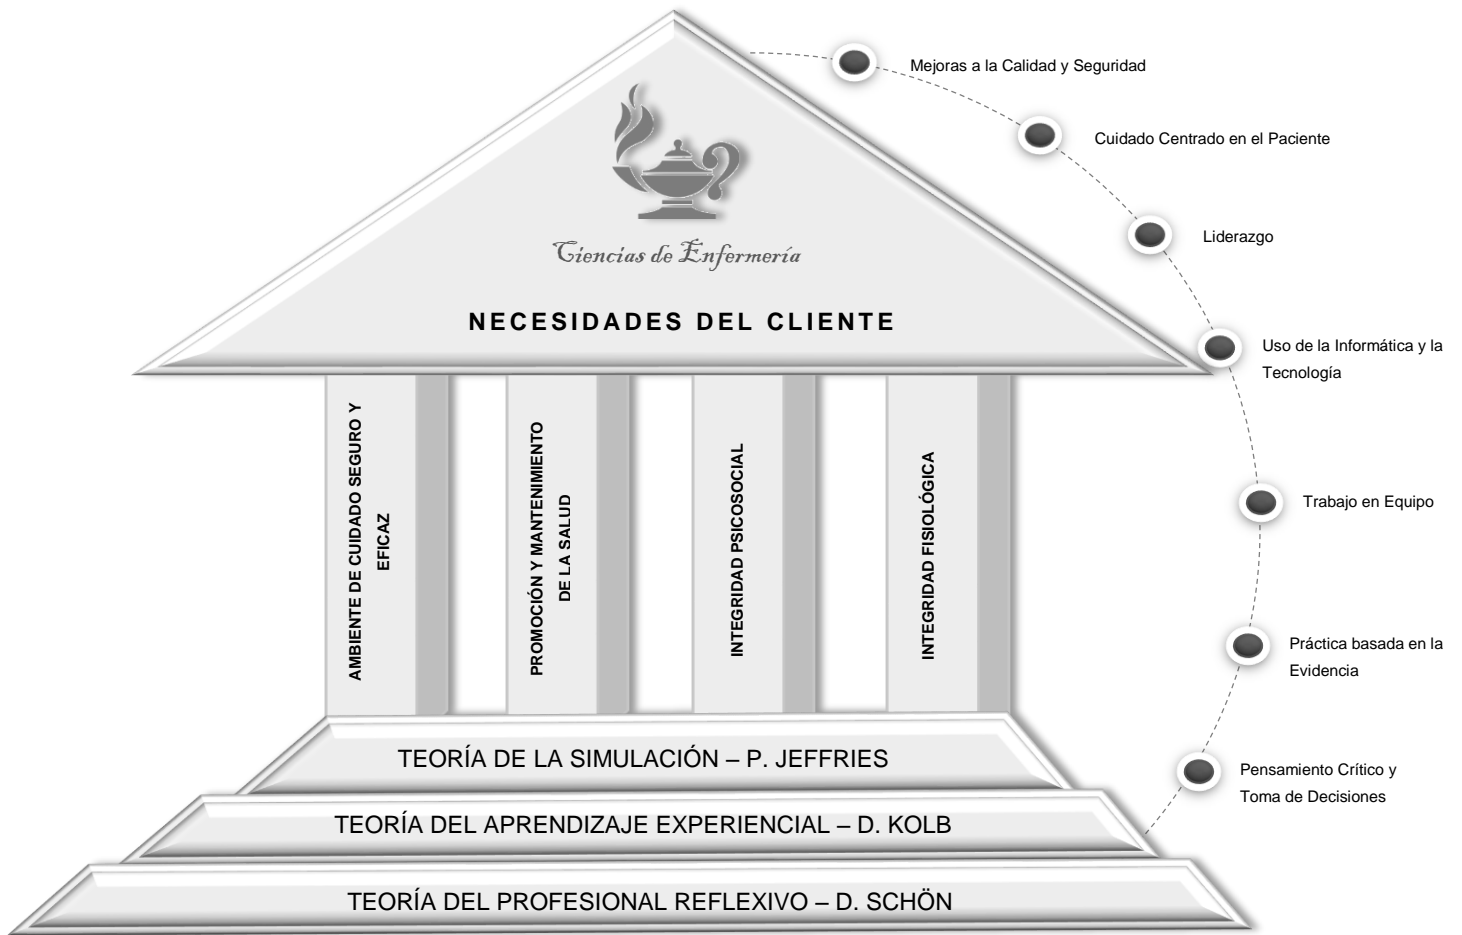 Mejoras a la Calidad y Seguridad
Cuidado Centrado en el Paciente
Liderazgo
Ciencias de Enfermería
NECESIDADES DEL CLIENTE
Uso de la Informática y la
Tecnología
AMBIENTE DE CUIDADO SEGURO Y
EFICAZ
PROMOCIÓN Y MANTENIMIENTO
DE LA SALUD
INTEGRIDAD PSICOSOCIAL
INTEGRIDAD FISIOLÓGICA
Trabajo en Equipo
Práctica basada en la
Evidencia
Pensamiento Crítico y
Toma de Decisiones
TEORÍA DE LA SIMULACIÓN – P. JEFFRIES
TEORÍA DEL APRENDIZAJE EXPERIENCIAL – D. KOLB
TEORÍA DEL PROFESIONAL REFLEXIVO – D. SCHÖN